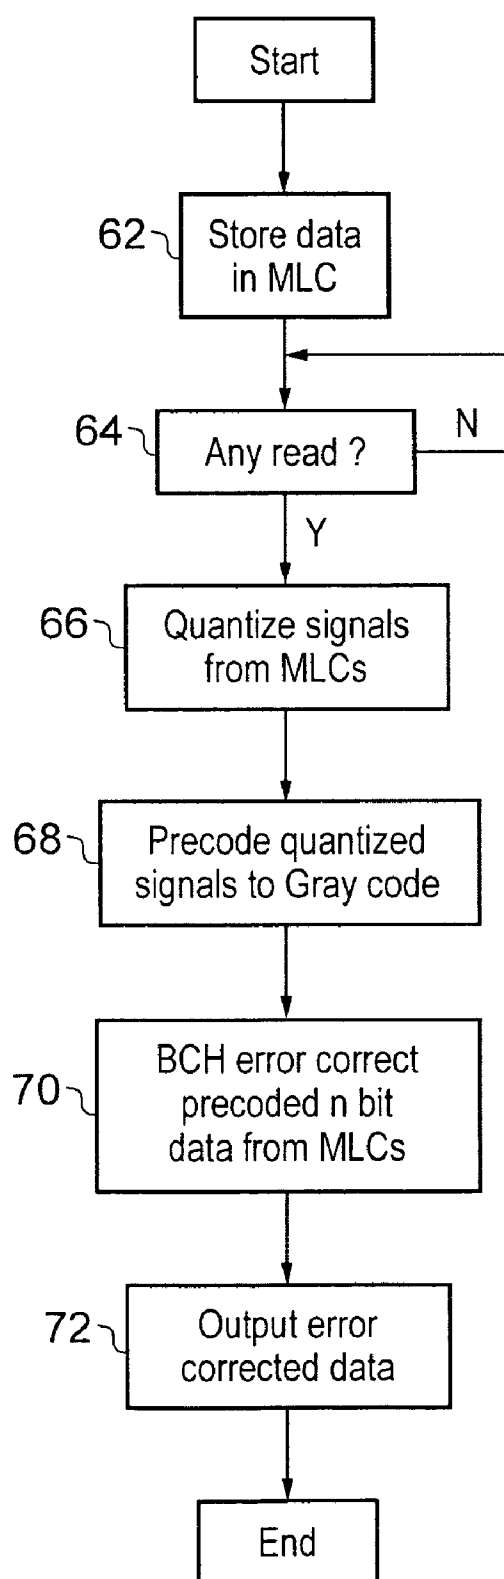 Start
62
Store data
in MLC
64
Any read ?
N
Y
66
Quantize signals
from MLCs
68
Precode quantized
signals to Gray code
70
BCH error correct
precoded n bit
data from MLCs
72
Output error
corrected data
End